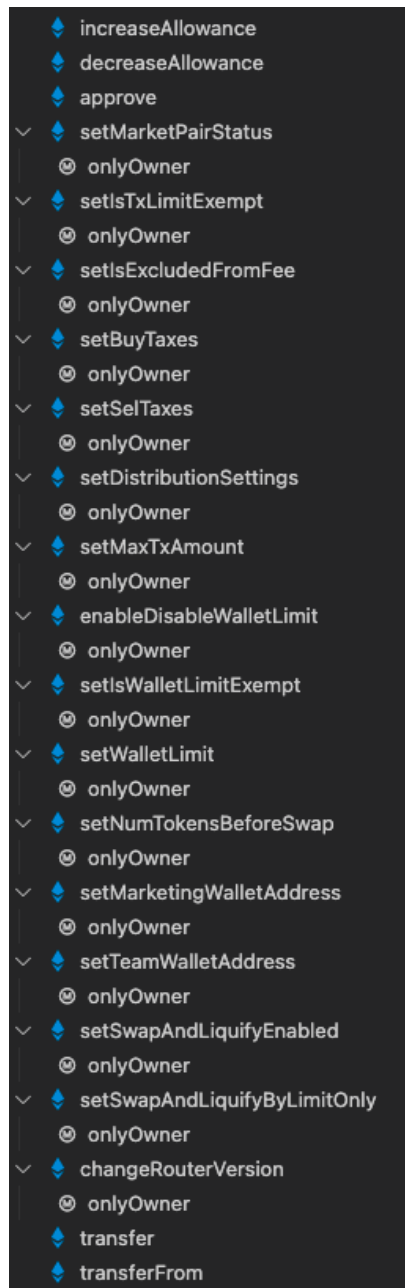 increaseAllowance
decreaseAllowance
approve
setMarketPairStatus
onlyOwner
setIsTxLimitExempt
onlyOwner
setIsExcludedFromFee
onlyOwner
setBuyTaxes
onlyOwner
setSelTaxes
onlyOwner
setDistributionSettings
onlyOwner
setMaxTxAmount
onlyOwner
enableDisableWalletLimit
onlyOwner
setIsWalletLimitExempt
onlyOwner
setWalletLimit
onlyOwner
setNumTokensBeforeSwap
onlyOwner
setMarketingWalletAddress
onlyOwner
setTeamWalletAddress
onlyOwner
setSwapAndLiquifyEnabled
onlyOwner
setSwapAndLiquifyByLimitOnly
onlyOwner
changeRouterVersion
onlyOwner
transfer
transferFrom